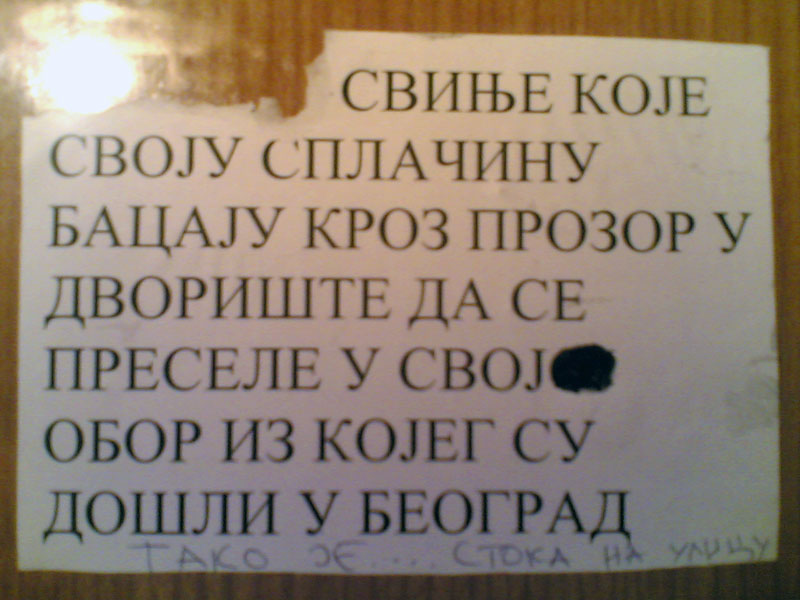 СВИЊЕ КОЈЕ
СВОЈУ СПЛАЧИНУ
БАЦАЈУ КРОЗ ПРОЗОР У
ДВОРИШТЕ ДА СЕ
ПРЕСЕЛЕ У СВОЈ
ОБОР ИЗ КОЈЕГ СУ
ДОШЛИ У БЕОГРАД
ТАКО ЈЕ.... СТОКА НА УЛИЦУ